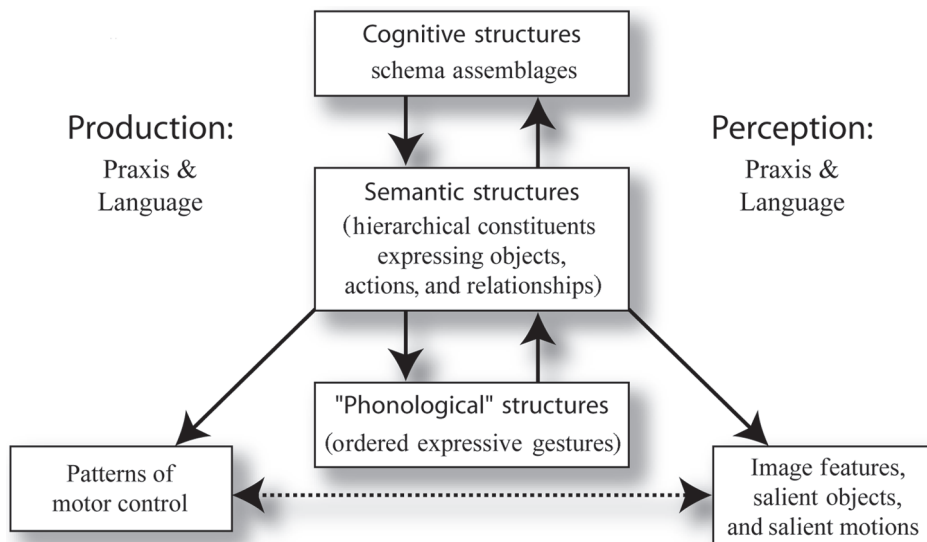 Cognitive structures
schema assemblages
Production:
Praxis &
Language
Perception:
Praxis &
Language
Semantic structures
(hierarchical constituents
expressing objects,
actions, and relationships)
"Phonological" structures
(ordered expressive gestures)
Patterns of
motor control
Image features,
salient objects,
and salient motions